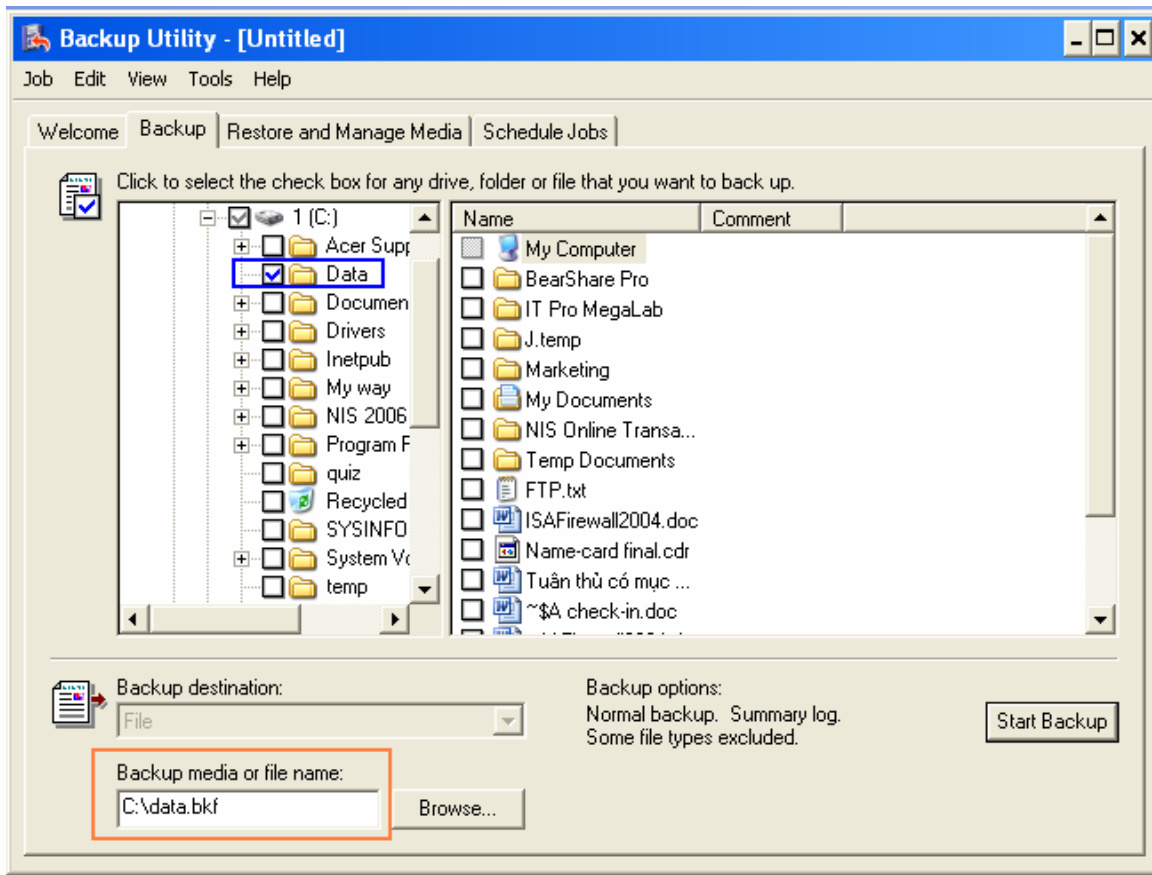 Backup Utility - [Untitled]
Job Edit View Tools Help
Welcome Backup Restore and Manage Media Schedule Jobs
Click to select the check box for any drive, folder or file that you want to back up.
1 (C:)
Acer Supp
Data
Documen
Drivers
Inetpub
My way
NIS 2006
Program F
quiz
Recycled
SYSINFO
System Vo
temp
Name Comment
My Computer
BearShare Pro
IT Pro MegaLab
J.temp
Marketing
My Documents
NIS Online Transa...
Temp Documents
FTP.txt
ISAFirewall2004.doc
Name-card final.cdr
Tuân thủ có mục ...
~$A check-in.doc
Backup destination:
File
Backup media or file name:
C:\data.bkf
Browse...
Backup options:
Normal backup. Summary log.
Some file types excluded.
Start Backup